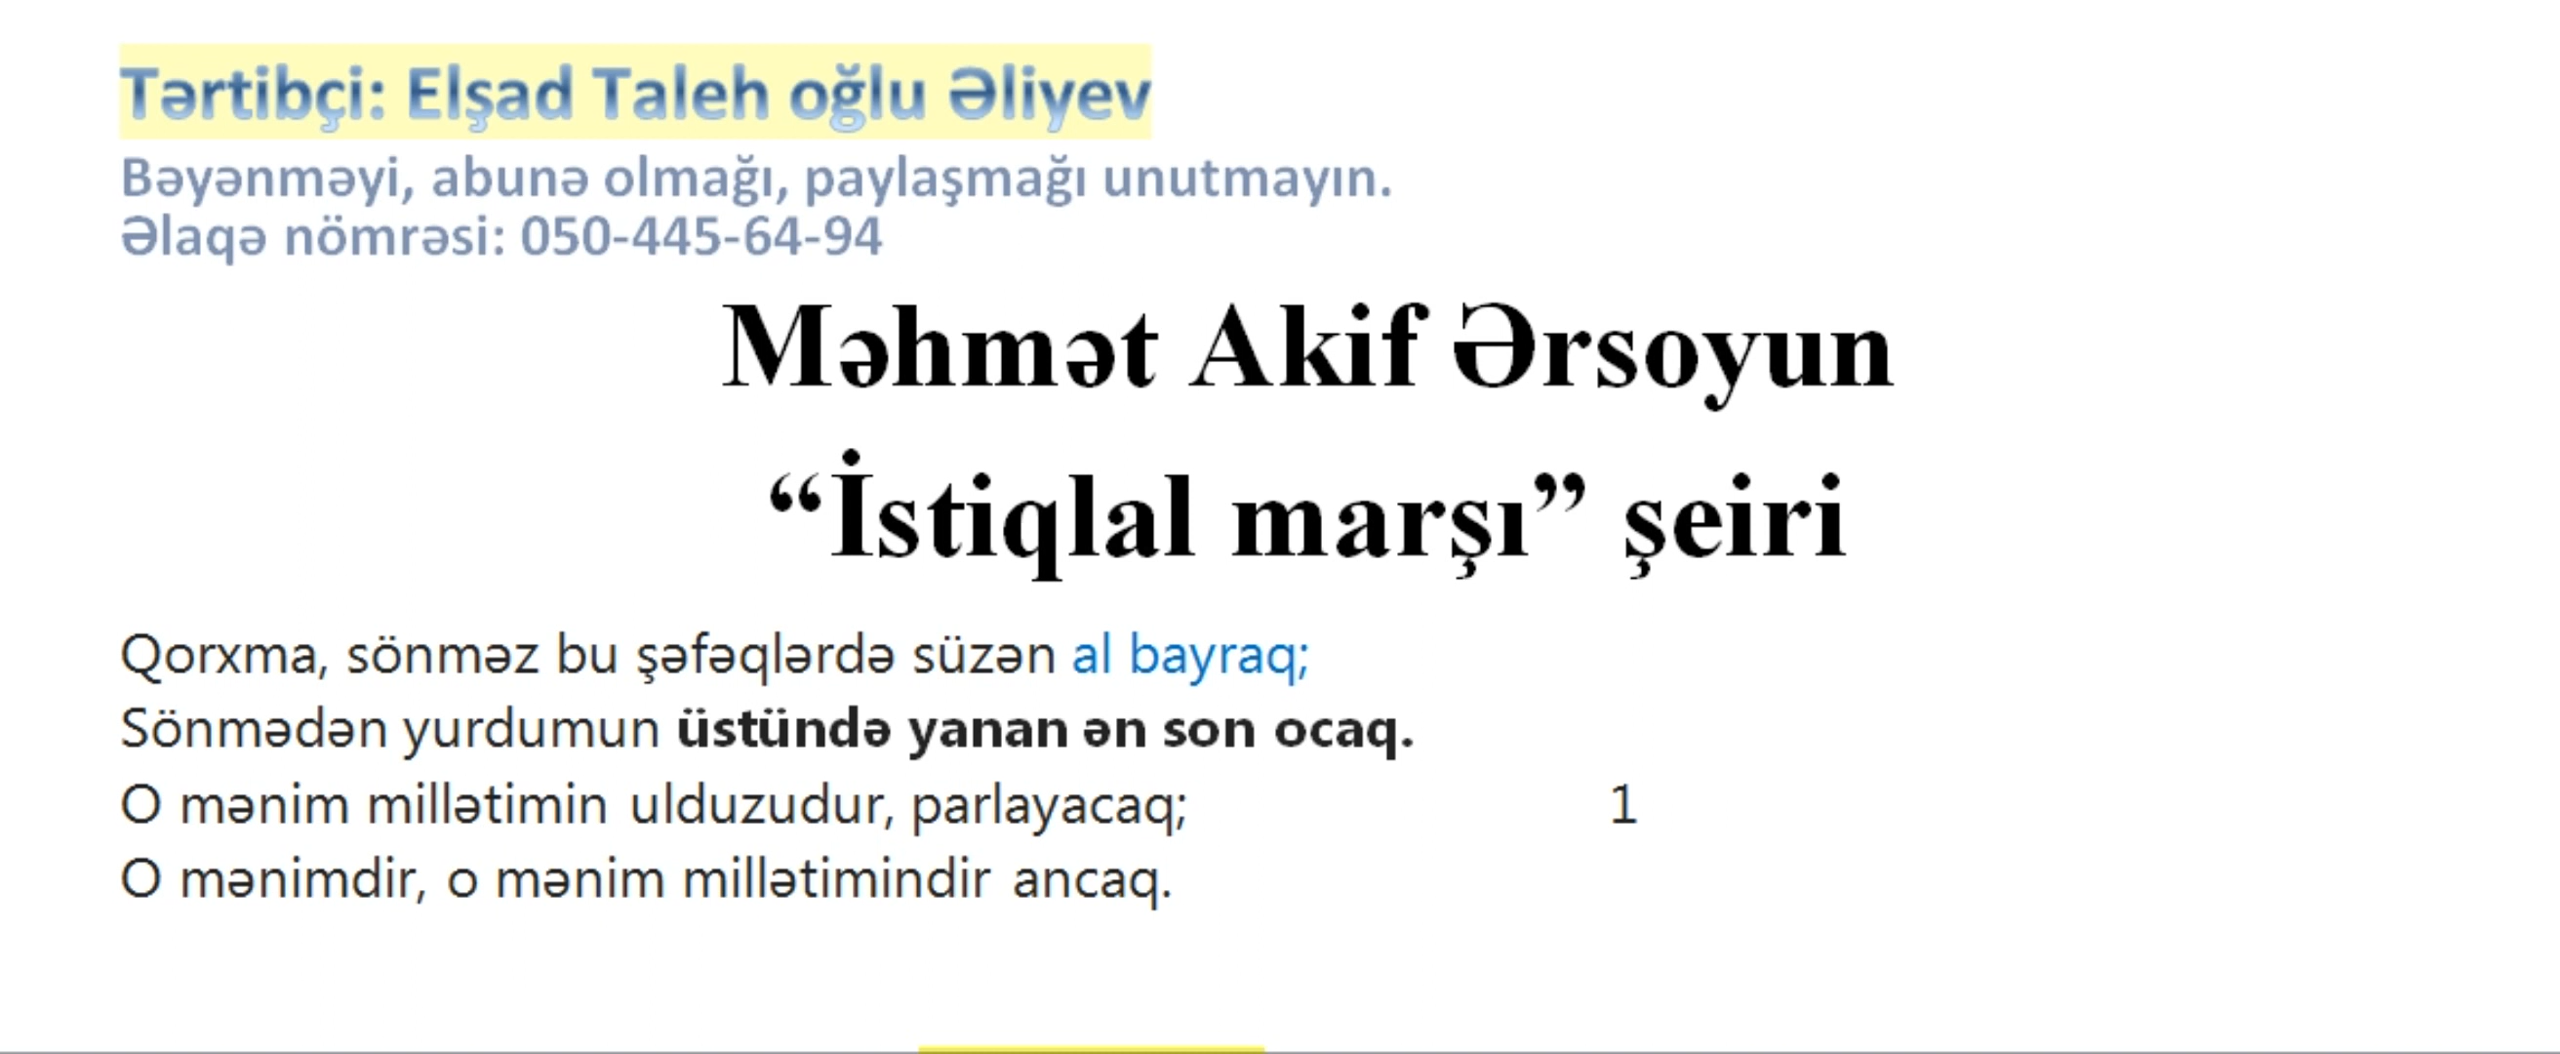 Tərtibçi: Elşad Taleh oğlu Əliyev
Bəyənməyi, abunə olmağı, paylaşmağı unutmayın.
Əlaqə nömrəsi: 050-445-64-94
Məhmət Akif Ərsoyun
“İstiqlal marşı” şeiri
Qorxma, sönməz bu şəfəqlərdə süzən al bayraq;
Sönmədən yurdumun üstündə yanan ən son ocaq.
O mənim millətimin ulduzudur, parlayacaq; 1
O mənimdir, o mənim millətimindir ancaq.